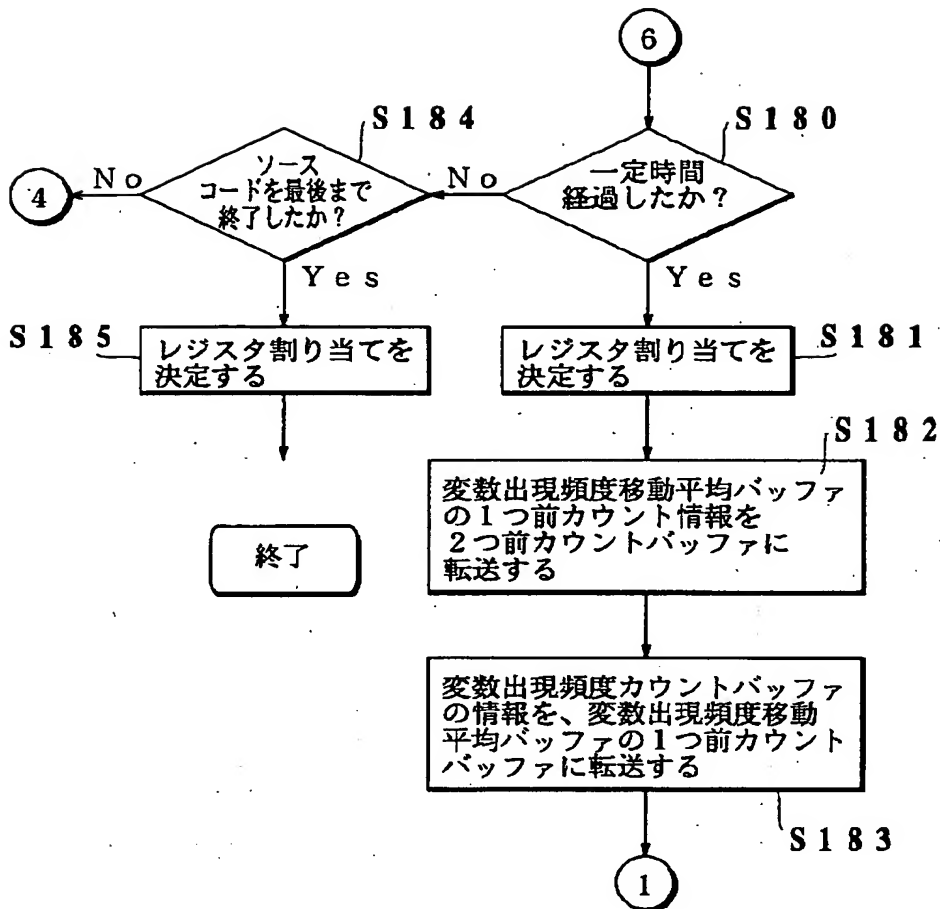 6
S180
一定時間
経過したか？
No
Yes
S184
ソース
コードを最後まで
終了したか？
No
4
Yes
S185
レジスタ割り当てを
決定する
終了
S181
レジスタ割り当てを
決定する
S182
変数出現頻度移動平均バッファ
の１つ前カウント情報を
２つ前カウントバッファに
転送する
変数出現頻度カウントバッファ
の情報を、変数出現頻度移動
平均バッファの１つ前カウント
バッファに転送する
S183
1